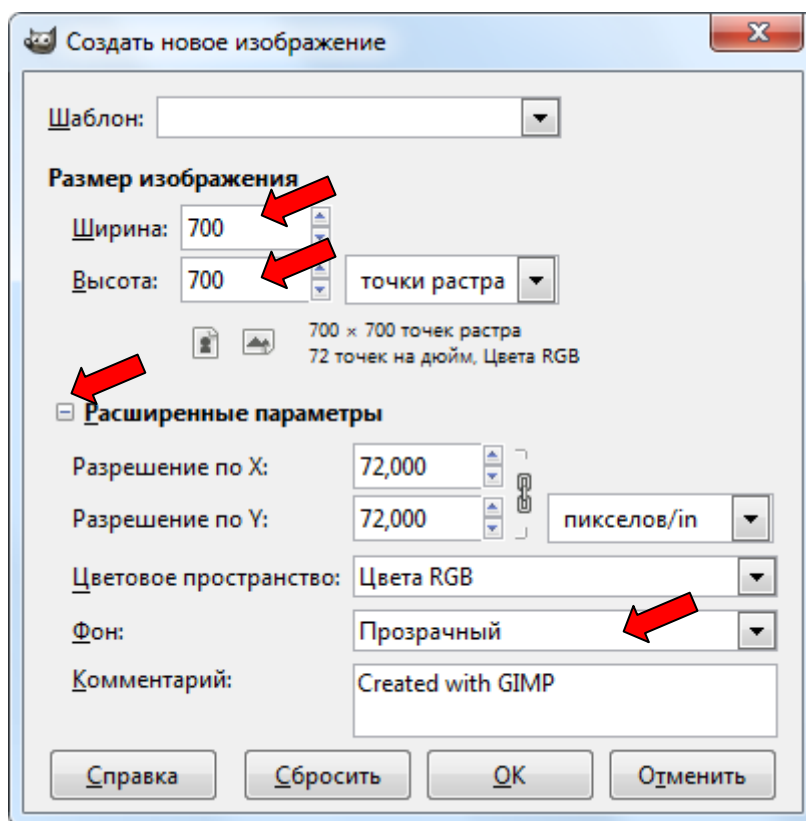 Создать новое изображение
Шаблон:
Размер изображения
Ширина: 700
Высота: 700 точки растра
700 × 700 точек растра
72 точек на дюйм, Цвета RGB
Расширенные параметры
Разрешение по X: 72,000
Разрешение по Y: 72,000 пикселов/in
Цветовое пространство: Цвета RGB
Фон: Прозрачный
Комментарий: Created with GIMP
Справка Сбросить OK Отменить